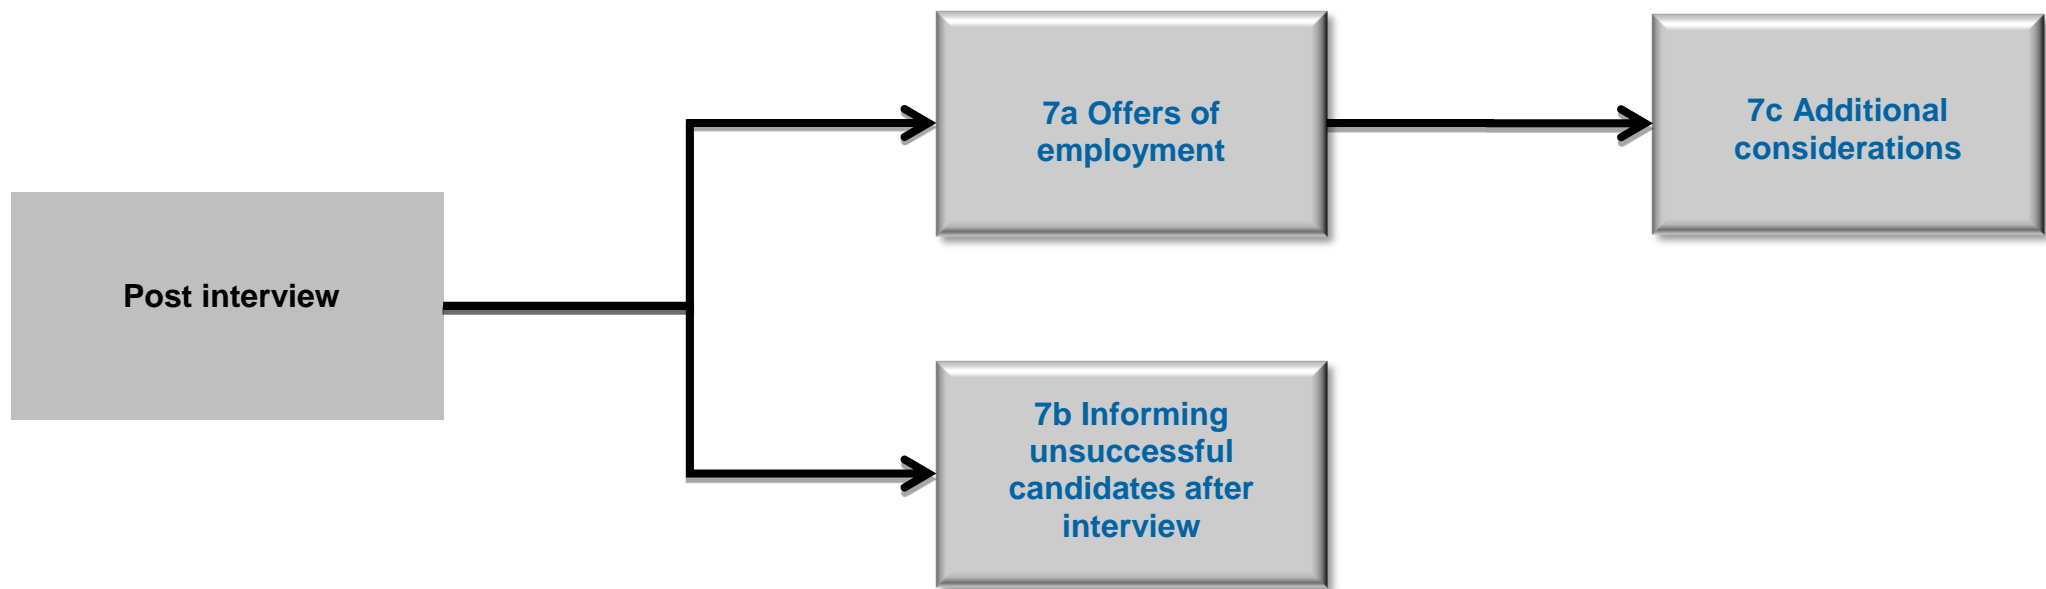 Post interview
7a Offers of
employment
7c Additional
considerations
7b Informing
unsuccessful
candidates after
interview